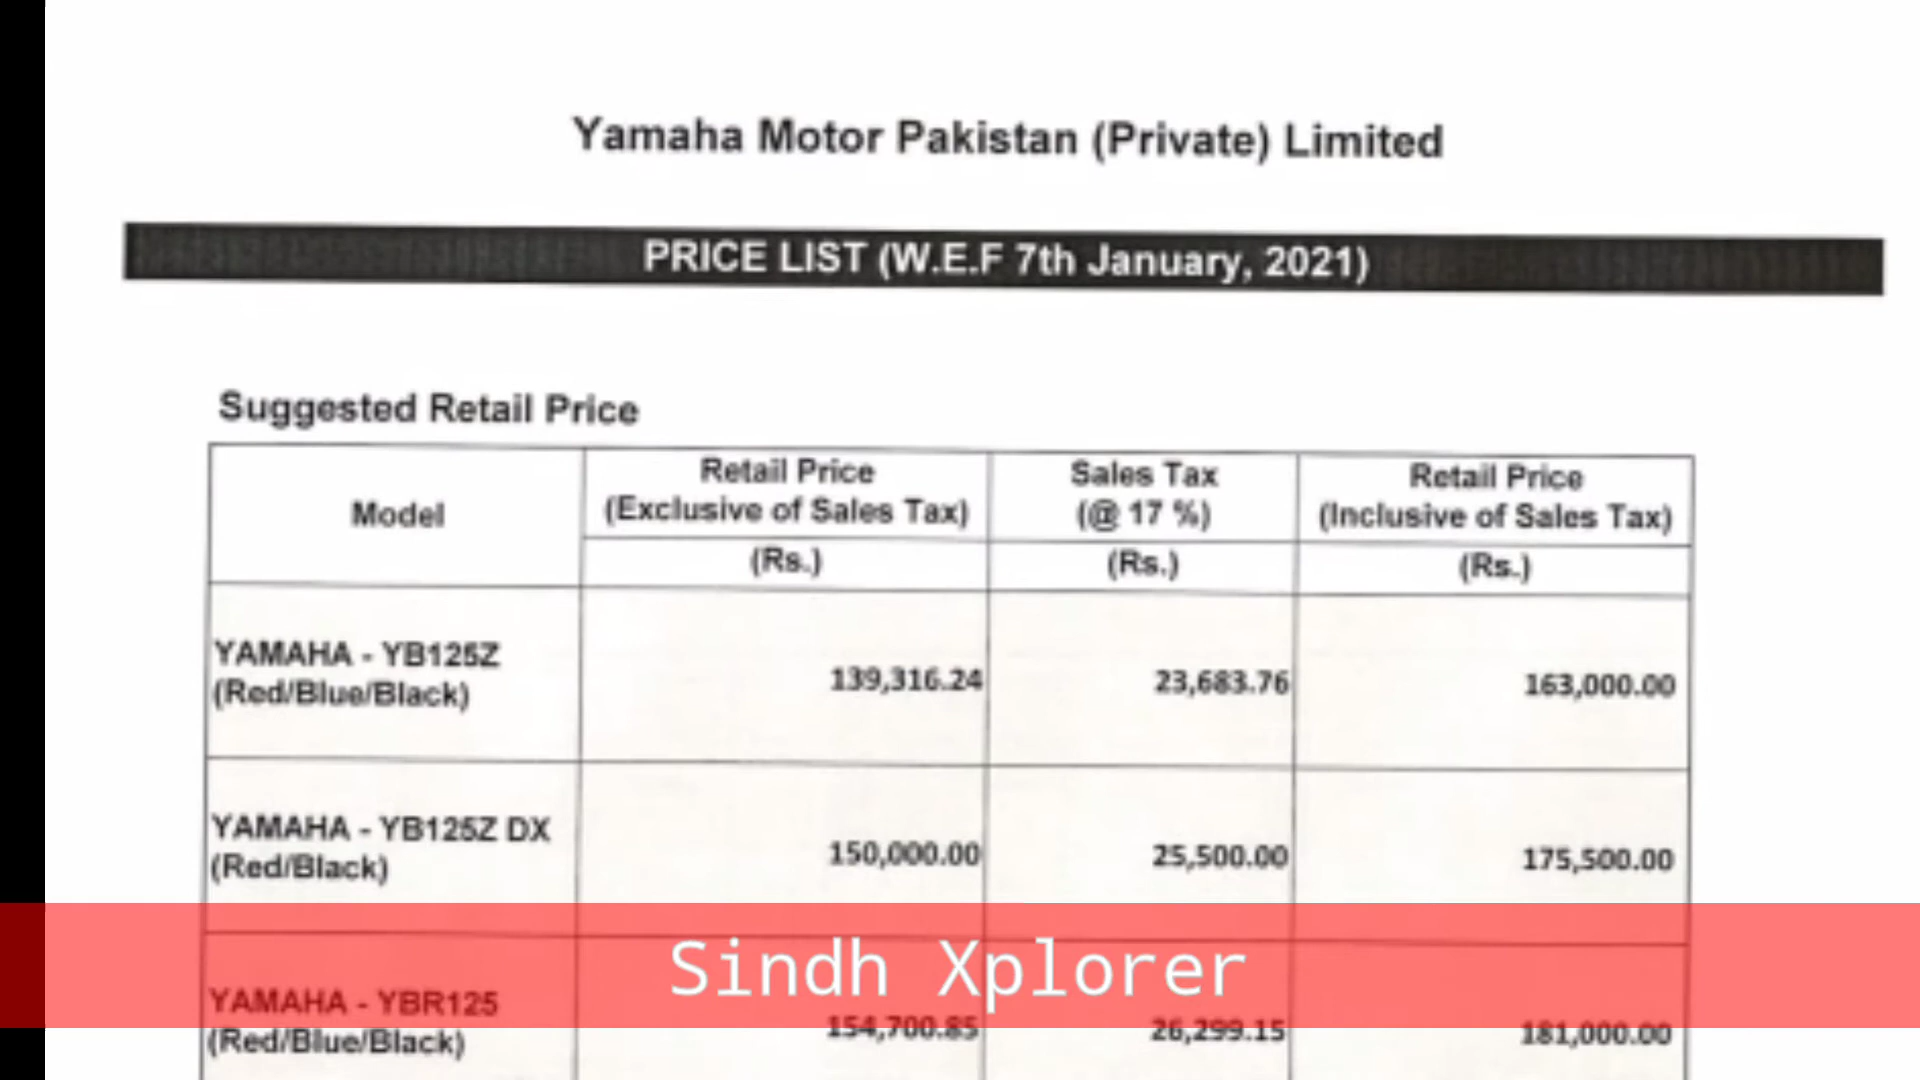 Yamaha Motor Pakistan (Private) Limited
PRICE LIST (W.E.F 7th January, 2021)
Suggested Retail Price
Model
Retail Price
(Exclusive of Sales Tax)
(Rs.)
Sales Tax
(@ 17 %)
(Rs.)
Retail Price
(Inclusive of Sales Tax)
(Rs.)
YAMAHA - YB125Z
(Red/Blue/Black)
139,316.24 23,683.76 163,000.00
YAMAHA - YB125Z DX
(Red/Black)
150,000.00 25,500.00 175,500.00
Sindh Xplorer
YAMAHA - YBR125
(Red/Blue/Black)
154,700.85 26,299.15 181,000.00